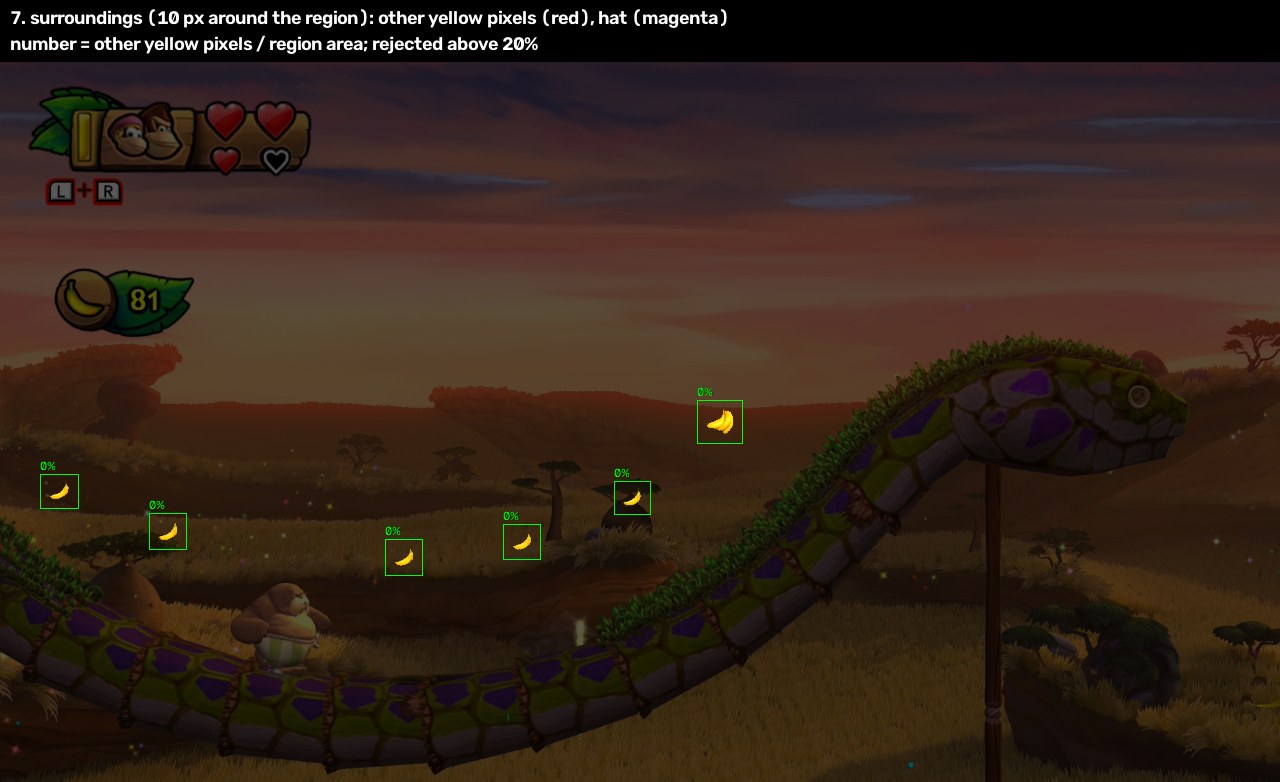 7. surroundings (10 px around the region): other yellow pixels (red), hat (magenta)
number = other yellow pixels / region area; rejected above 20%
L+R
81
0%
0%
0%
0%
0%
0%